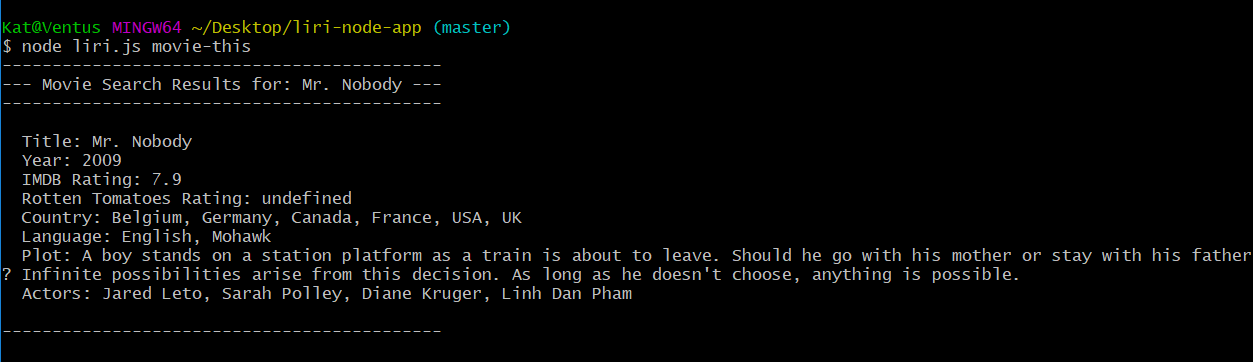 Kat@Ventus MINGW64 ~/Desktop/liri-node-app (master)
$ node liri.js movie-this
--------------------------------------------
--- Movie Search Results for: Mr. Nobody ---
--------------------------------------------
Title: Mr. Nobody
Year: 2009
IMDB Rating: 7.9
Rotten Tomatoes Rating: undefined
Country: Belgium, Germany, Canada, France, USA, UK
Language: English, Mohawk
Plot: A boy stands on a station platform as a train is about to leave. Should he go with his mother or stay with his father
? Infinite possibilities arise from this decision. As long as he doesn't choose, anything is possible.
Actors: Jared Leto, Sarah Polley, Diane Kruger, Linh Dan Pham
--------------------------------------------